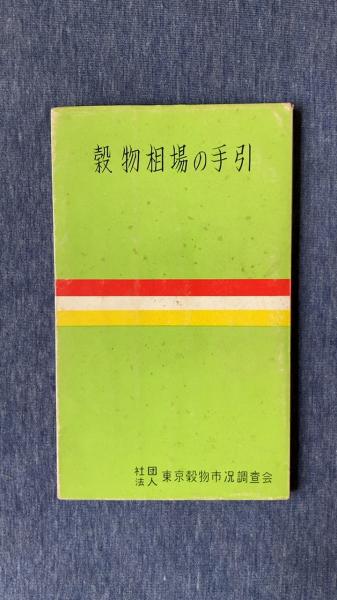 穀物相場の手引
社団法人 東京穀物市况調査会